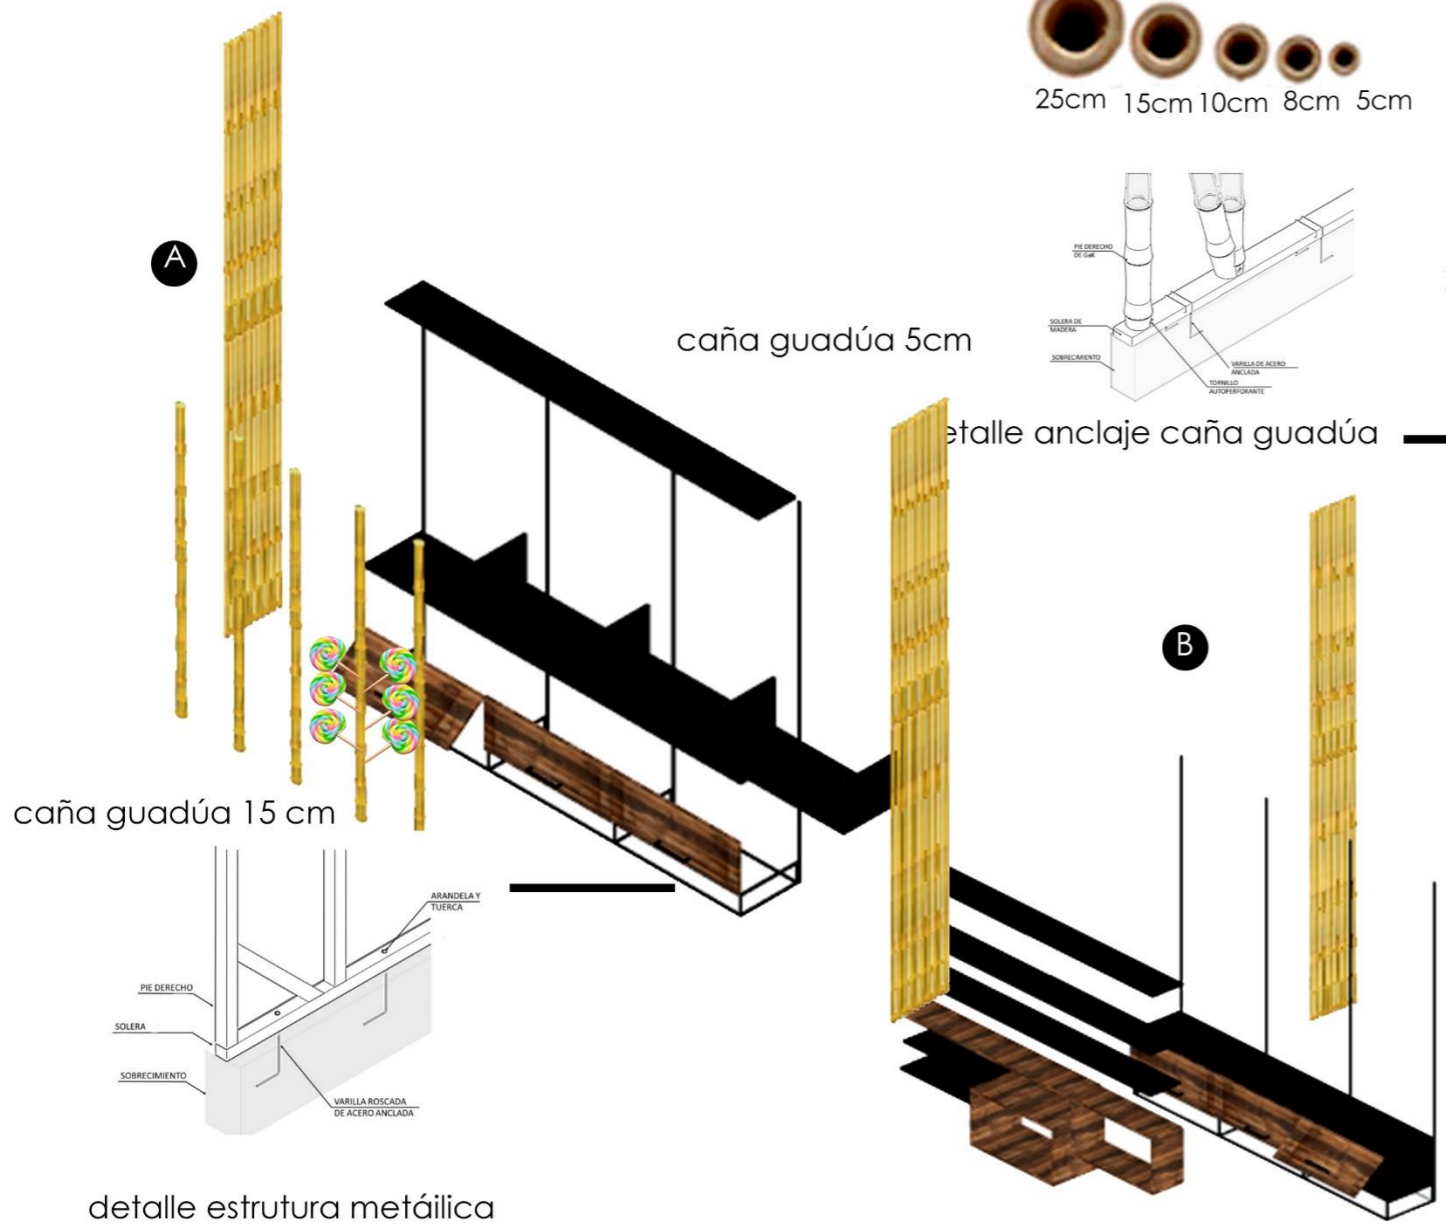 25cm 15cm 10cm 8cm 5cm
A
PIE DERECHO
DE GaK
SOLERA DE
MADERA
SOBRECIMIENTO
VARILLA DE ACERO
ANCLADA
TORNILLO
AUTOPERFORANTE
caña guadúa 5cm
etalle anclaje caña guadúa
B
caña guadúa 15 cm
ARANDELA Y
TUERCA
PIE DERECHO
SOLERA
SOBRECIMIENTO
VARILLA ROSCADA
DE ACERO ANCLADA
detalle estrutura metáilica